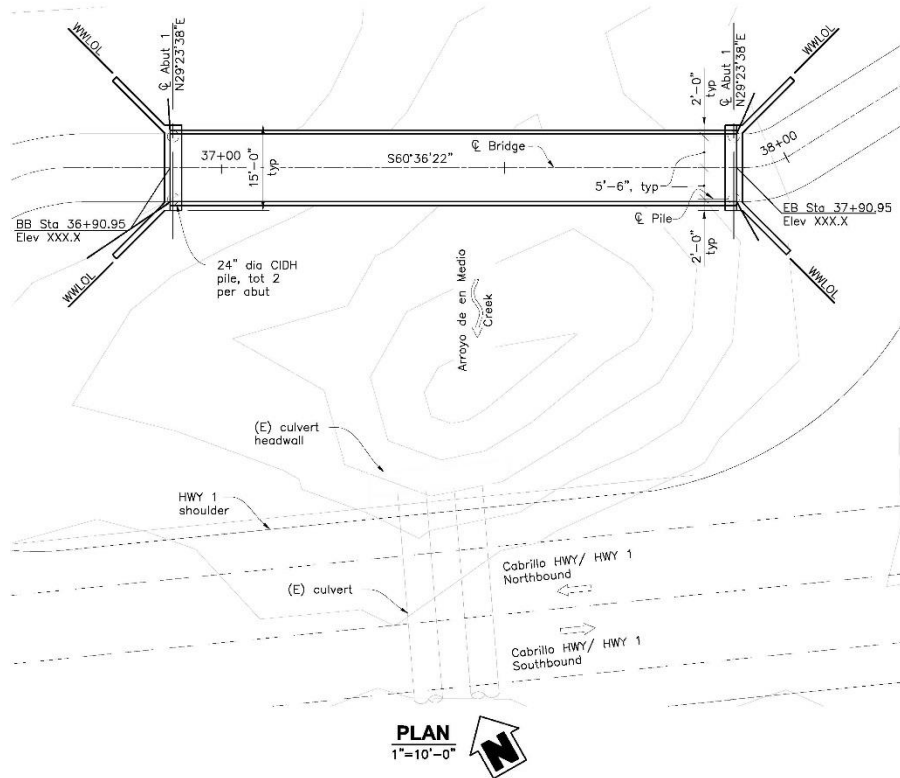 WWLOL
℄ Abut 1
N29°23'38"E
37+00
15'-0"
typ
S60°36'22"
℄ Bridge
5'-6", typ
℄ Pile
2'-0"
typ
2'-0"
typ
℄ Abut 1
N29°23'38"E
WWLOL
38+00
BB Sta 36+90.95
Elev XXX.X
EB Sta 37+90.95
Elev XXX.X
WWLOL
24" dia CIDH
pile, tot 2
per abut
WWLOL
Arroyo de en Medio
Creek
(E) culvert
headwall
HWY 1
shoulder
(E) culvert
Cabrillo HWY/ HWY 1
Northbound
Cabrillo HWY/ HWY 1
Southbound
PLAN
1"=10'-0"
N